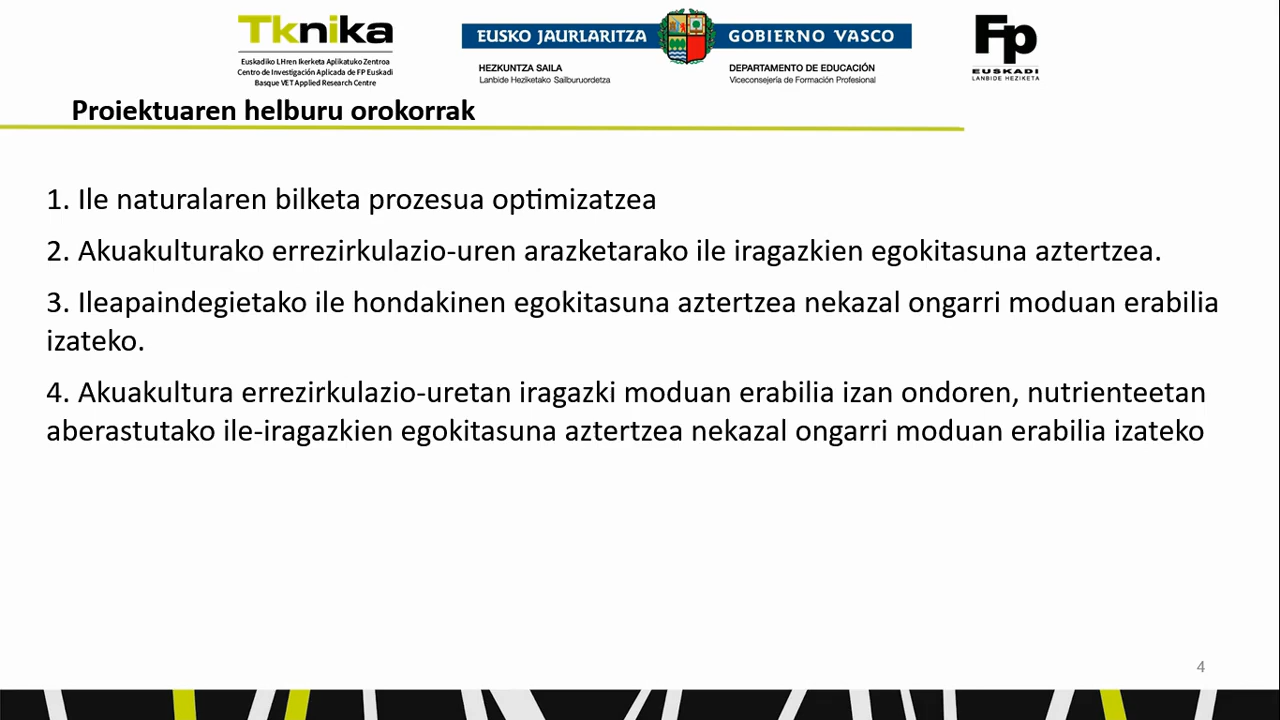 Tknika
Euskadiko LHren Ikerketa Aplikatuko Zentroa
Centro de Investigación Aplicada de FP Euskadi
Basque VET Applied Research Centre
EUSKO JAURLARITZA
GOBIERNO VASCO
HEZKUNTZA SAILA
Lanbide Heziketako Sailburuordetza
DEPARTAMENTO DE EDUCACIÓN
Viceconsejería de Formación Profesional
Fp
EUSKADI
LANBIDE HEZIKETA
Proiektuaren helburu orokorrak
1. Ile naturalaren bilketa prozesua optimizatzea
2. Akuakulturako errezirkulazio-uren arazketarako ile iragazkien egokitasuna aztertzea.
3. Ileapaindegietako ile hondakinen egokitasuna aztertzea nekazal ongarri moduan erabilia
izateko.
4. Akuakultura errezirkulazio-uretan iragazki moduan erabilia izan ondoren, nutrienteetan
aberastutako ile-iragazkien egokitasuna aztertzea nekazal ongarri moduan erabilia izateko
4